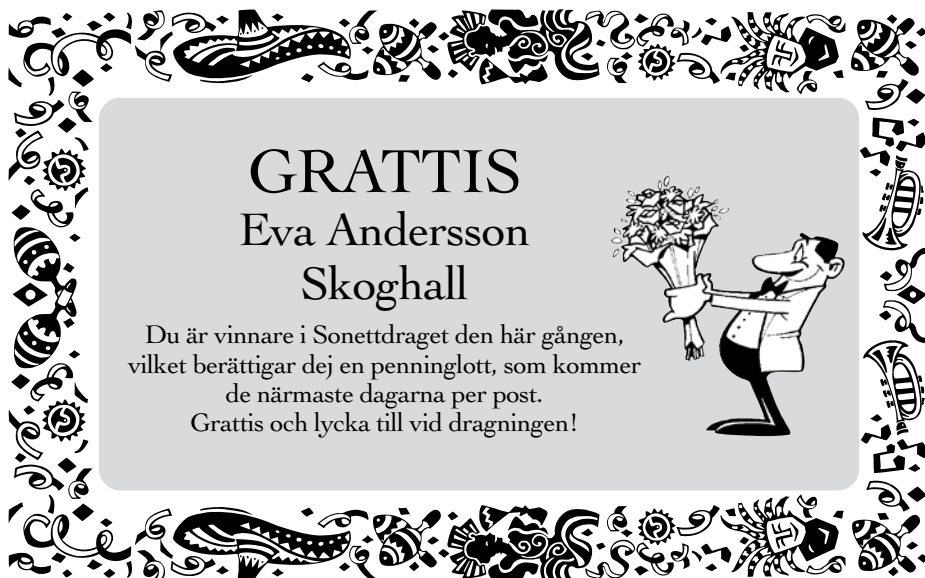 GRATTIS
Eva Andersson
Skoghall
Du är vinnare i Sonettdraget den här gången,
vilket berättigar dej en penninglott, som kommer
de närmaste dagarna per post.
Grattis och lycka till vid dragningen!